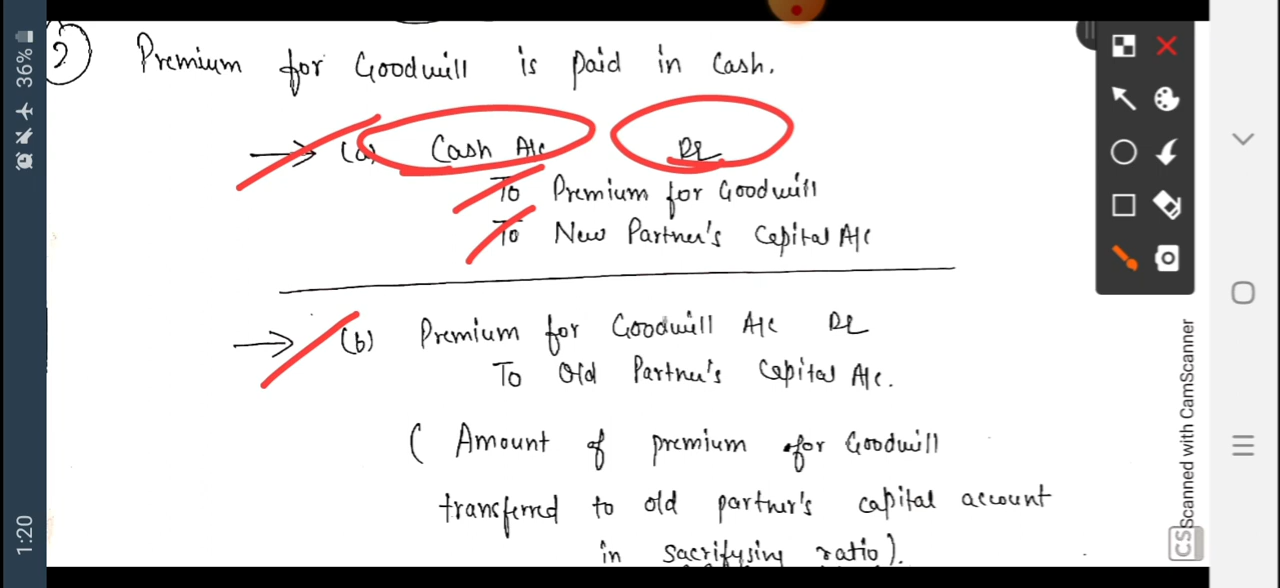 36%
1:20
2) Premium for Goodwill is paid in Cash.
(a) Cash A/c Dr
To Premium for Goodwill
To New Partner's Capital A/c
(b) Premium for Goodwill A/c Dr
To Old Partner's Capital A/c.
( Amount of premium for Goodwill
transferred to old partner's capital account
in sacrifysing ratio).
CS Scanned with CamScanner